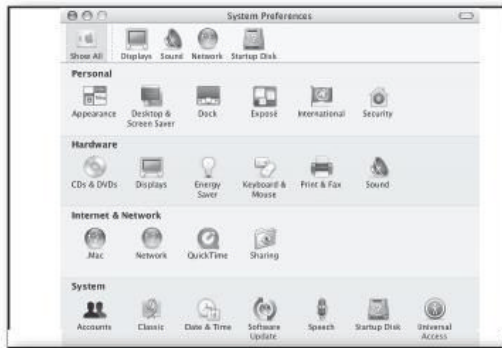 System Preferences
Show All Displays Sound Network Startup Disk
Personal
Appearance Desktop & Screen Saver Dock Exposé International Security
Hardware
CDs & DVDs Displays Energy Saver Keyboard & Mouse Print & Fax Sound
Internet & Network
.Mac Network QuickTime Sharing
System
Accounts Classic Date & Time Software Update Speech Startup Disk Universal Access